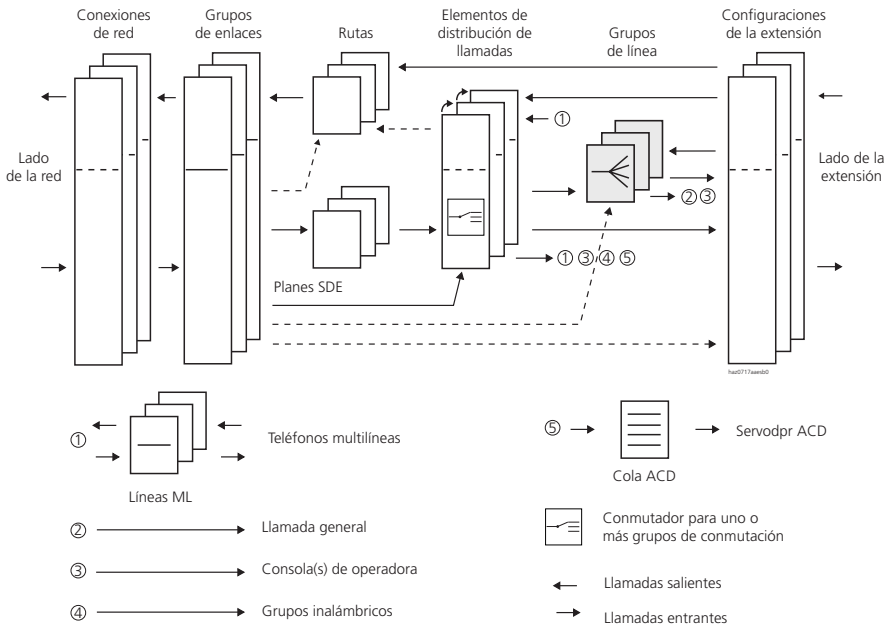 Conexiones
de red
Grupos
de enlaces
Rutas
Elementos de
distribución de
llamadas
Grupos
de línea
Configuraciones
de la extensión
①
Lado
de la red
Lado de la
extensión
② ③
① ③ ④ ⑤
Planes SDE
haz0717aaesb0
①
Teléfonos multilíneas
Líneas ML
⑤
Servodpr ACD
Cola ACD
② Llamada general
③ Consola(s) de operadora
④ Grupos inalámbricos
Conmutador para uno o
más grupos de conmutación
Llamadas salientes
Llamadas entrantes